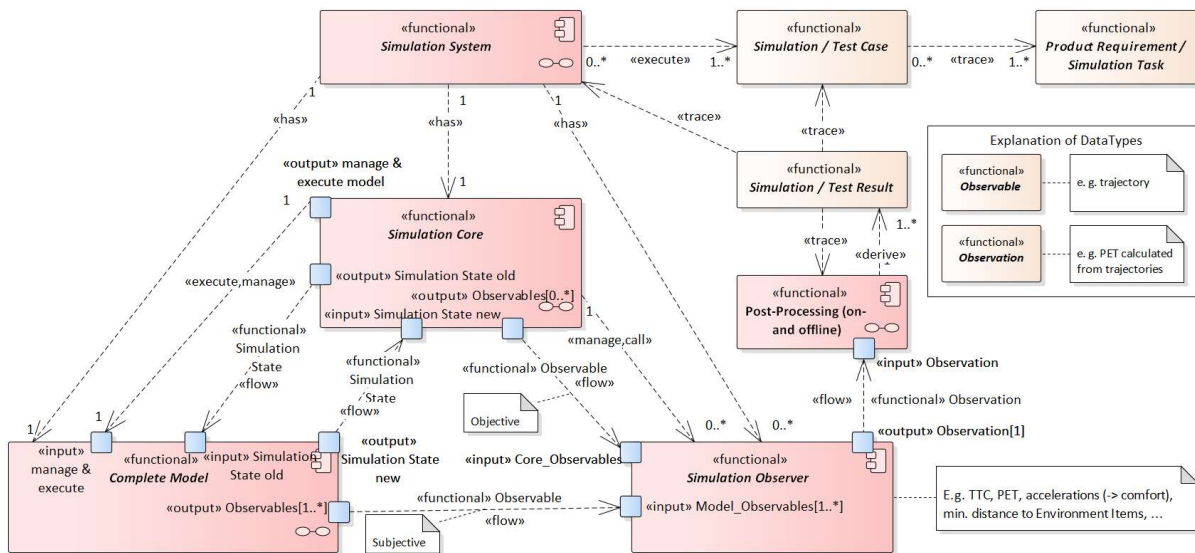 «functional»
Simulation System
«functional»
Simulation / Test Case
«functional»
Product Requirement /
Simulation Task
0..*
«execute»
1..*
0..*
«trace»
1..*
1
1
1
«has»
«has»
«has»
«trace»
«trace»
Explanation of DataTypes
«functional»
Observable
e. g. trajectory
«functional»
Observation
e. g. PET calculated
from trajectories
«functional»
Simulation / Test Result
«output» manage &
execute model
1
1
«functional»
Simulation Core
1..*
«trace»
«derive»
«execute,manage»
«output» Simulation State old
«output» Observables[0..*]
«input» Simulation State new
«functional»
Post-Processing (on-
and offline)
1
«manage,call»
«functional»
Simulation
State
«flow»
«functional»
Simulation
State
«flow»
«functional» Observable
«flow»
«input» Observation
«flow»
«functional» Observation
Objective
1
1
0..*
0..*
«output» Observation[1]
«input»
manage &
execute
«functional»
Complete Model
«input» Simulation
State old
«output»
Simulation State
new
«input» Core_Observables
«functional»
Simulation Observer
«output» Observables[1..*]
«functional» Observable
«flow»
«input» Model_Observables[1..*]
Subjective
E.g. TTC, PET, accelerations (-> comfort),
min. distance to Environment Items, …